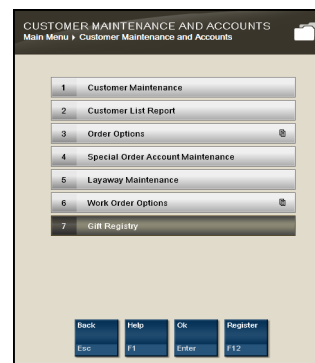 CUSTOMER MAINTENANCE AND ACCOUNTS
Main Menu ▸ Customer Maintenance and Accounts
1 Customer Maintenance
2 Customer List Report
3 Order Options
4 Special Order Account Maintenance
5 Layaway Maintenance
6 Work Order Options
7 Gift Registry
Back Help Ok Register
Esc F1 Enter F12